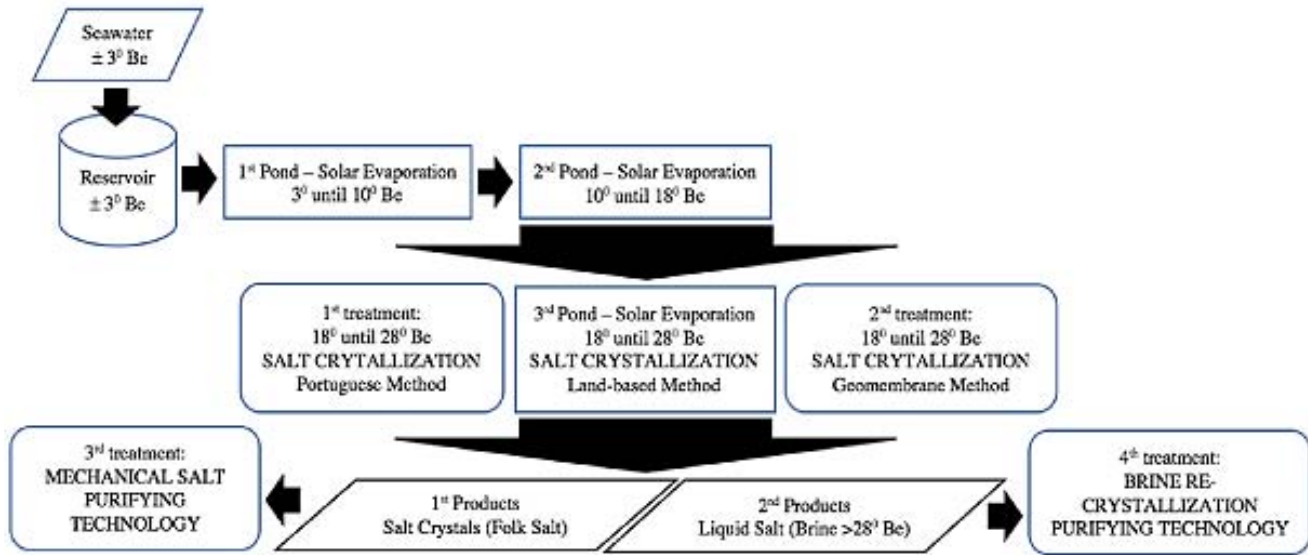 Seawater
± 3⁰ Be
Reservoir
± 3⁰ Be
1ˢᵗ Pond – Solar Evaporation
3⁰ until 10⁰ Be
2ⁿᵈ Pond – Solar Evaporation
10⁰ until 18⁰ Be
1ˢᵗ treatment:
18⁰ until 28⁰ Be
SALT CRYTALLIZATION
Portuguese Method
3ʳᵈ Pond – Solar Evaporation
18⁰ until 28⁰ Be
SALT CRYSTALLIZATION
Land-based Method
2ⁿᵈ treatment:
18⁰ until 28⁰ Be
SALT CRYTALLIZATION
Geomembrane Method
3ʳᵈ treatment:
MECHANICAL SALT
PURIFYING
TECHNOLOGY
1ˢᵗ Products
Salt Crystals (Folk Salt)
2ⁿᵈ Products
Liquid Salt (Brine >28⁰ Be)
4ᵗʰ treatment:
BRINE RE-
CRYSTALLIZATION
PURIFYING TECHNOLOGY